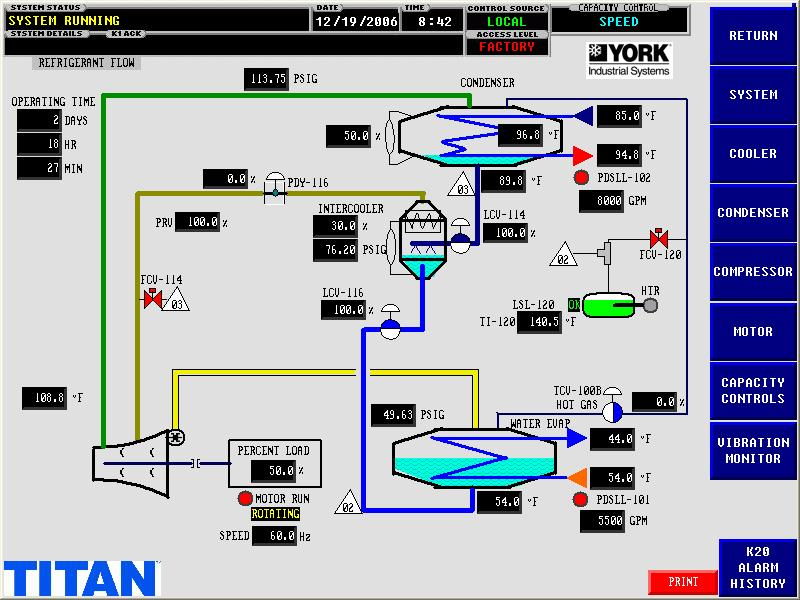 SYSTEM STATUS
SYSTEM RUNNING
SYSTEM DETAILS K1 ACK
DATE
12/19/2006
TIME
8:42
CONTROL SOURCE
LOCAL
ACCESS LEVEL
FACTORY
CAPACITY CONTROL
SPEED
REFRIGERANT FLOW
YORK
Industrial Systems
OPERATING TIME
2 DAYS
18 HR
27 MIN
113.75 PSIG
CONDENSER
50.0 %
96.8 °F
85.0 °F
94.8 °F
PDSLL-102
8000 GPM
89.8 °F
03
0.0 %
PDY-116
PRV 100.0 %
INTERCOOLER
30.0 %
76.20 PSIG
LCV-114
100.0 %
FCV-114
03
LCV-116
100.0 %
02
FCV-120
HTR
LSL-120 OK
TI-120 140.5 °F
108.8 °F
49.63 PSIG
TCV-100B
HOT GAS
0.0 %
WATER EVAP
44.0 °F
54.0 °F
54.0 °F
PDSLL-101
5500 GPM
02
PERCENT LOAD
50.0 %
MOTOR RUN
ROTATING
SPEED 60.0 Hz
TITAN
PRINT
RETURN
SYSTEM
COOLER
CONDENSER
COMPRESSOR
MOTOR
CAPACITY
CONTROLS
VIBRATION
MONITOR
K20
ALARM
HISTORY